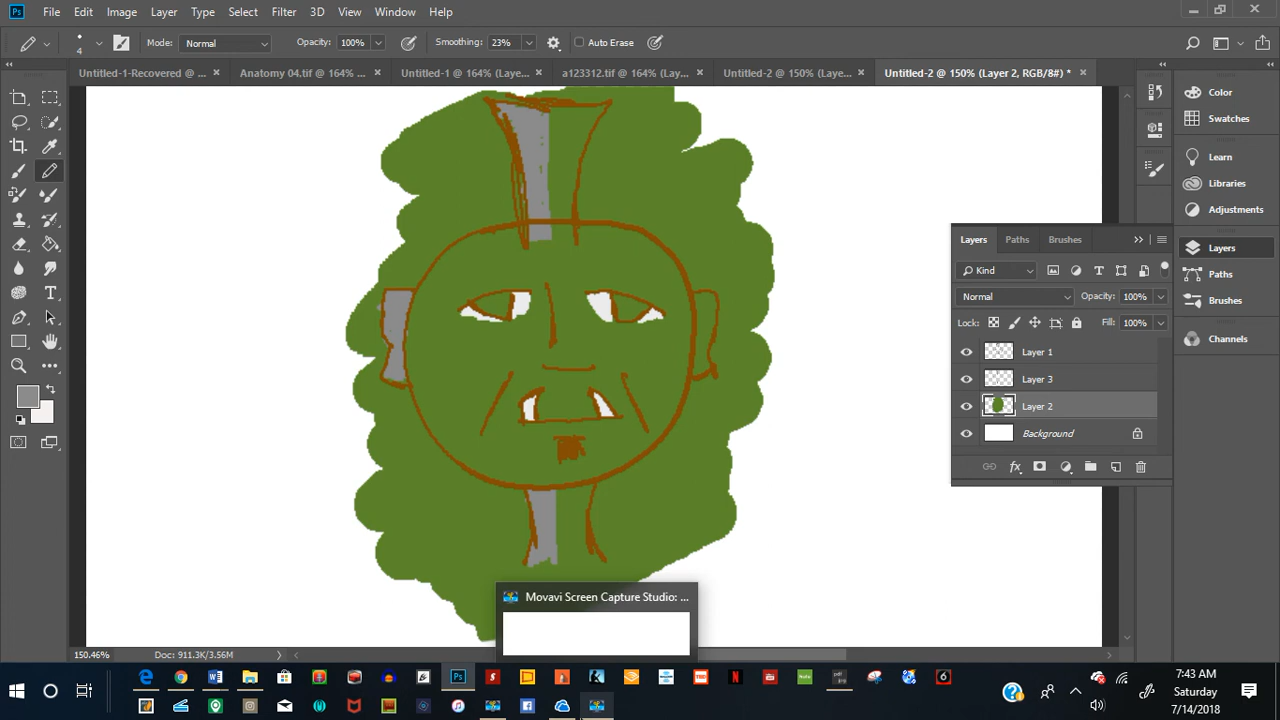 Ps File Edit Image Layer Type Select Filter 3D View Window Help
4 Mode: Normal Opacity: 100% Smoothing: 23% Auto Erase
Untitled-1-Recovered @ ... × Anatomy 04.tif @ 164% ... × Untitled-1 @ 164% (Laye... × a123312.tif @ 164% (Lay... × Untitled-2 @ 150% (Laye... × Untitled-2 @ 150% (Layer 2, RGB/8#) * ×
Color
Swatches
Learn
Libraries
Adjustments
Layers
Paths
Brushes
Channels
Layers Paths Brushes
Kind
Normal Opacity: 100%
Lock: Fill: 100%
Layer 1
Layer 3
Layer 2
Background
fx
Movavi Screen Capture Studio: ...
150.46% Doc: 911.3K/3.56M
7:43 AM
Saturday
7/14/2018